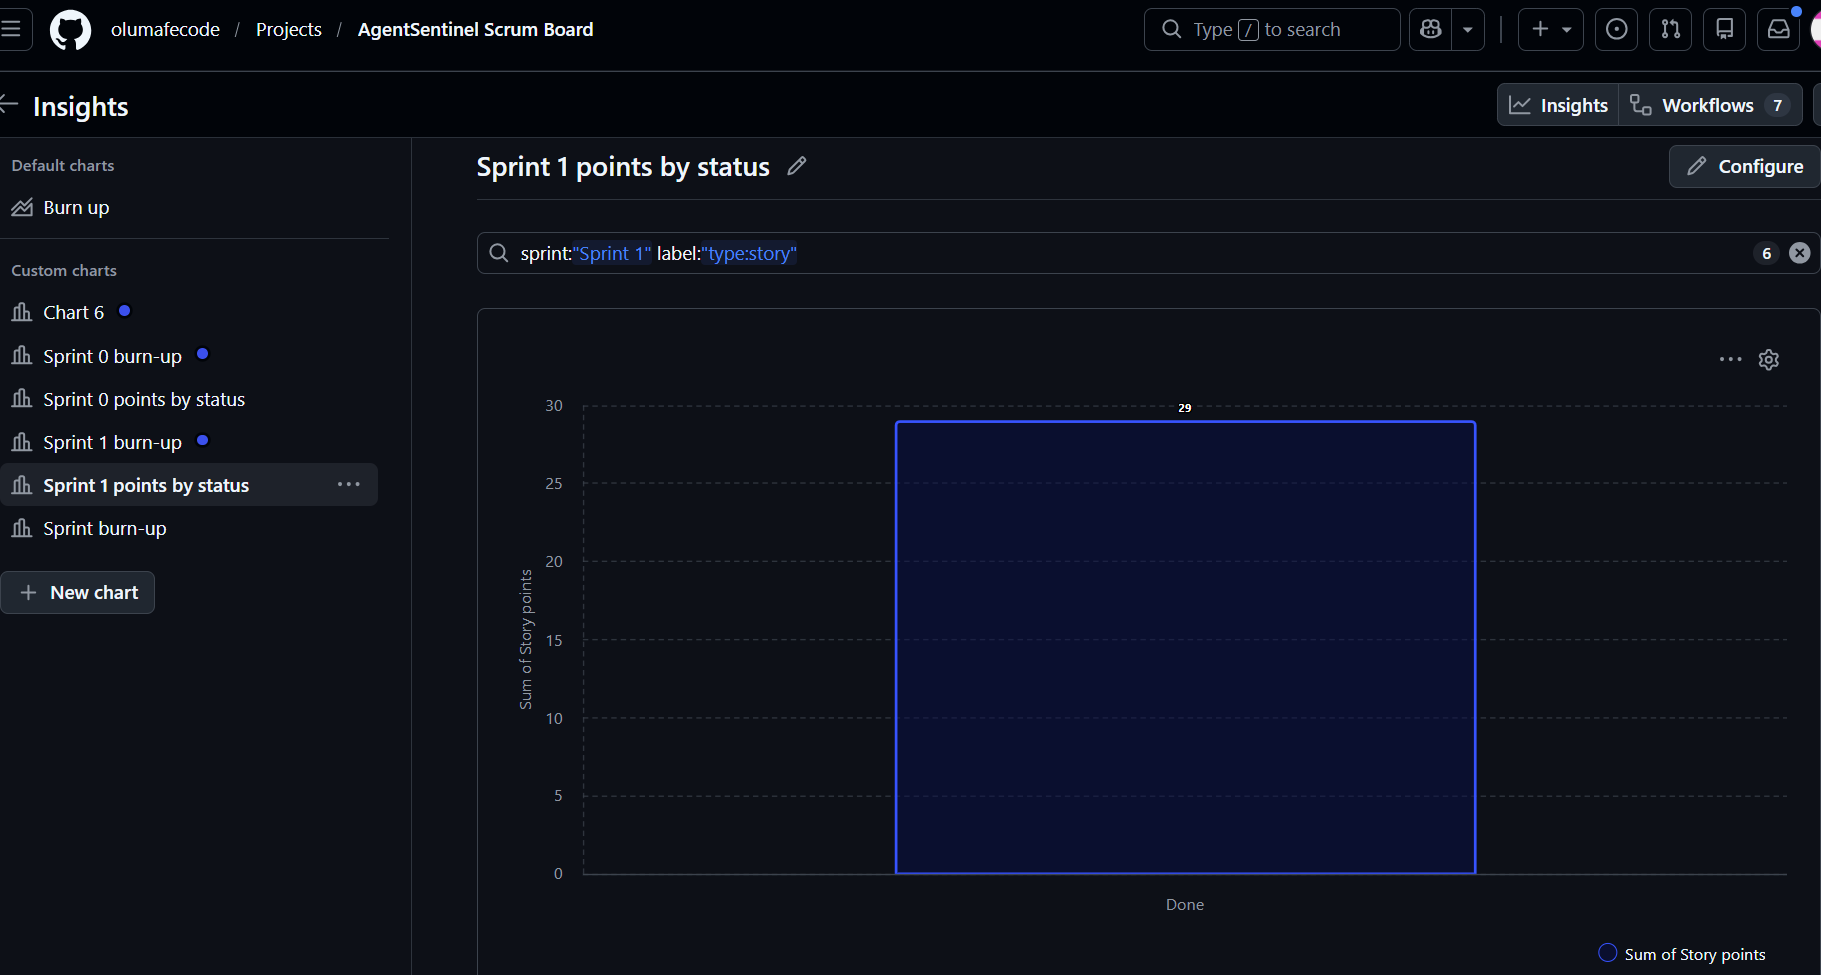 olumafecode / Projects / AgentSentinel Scrum Board
Type / to search
Insights
Insights
Workflows 7
Default charts
Burn up
Custom charts
Chart 6
Sprint 0 burn-up
Sprint 0 points by status
Sprint 1 burn-up
Sprint 1 points by status
Sprint burn-up
New chart
Sprint 1 points by status
Configure
sprint:"Sprint 1" label:"type:story"
6
30
25
20
15
10
5
0
Sum of Story points
29
Done
Sum of Story points